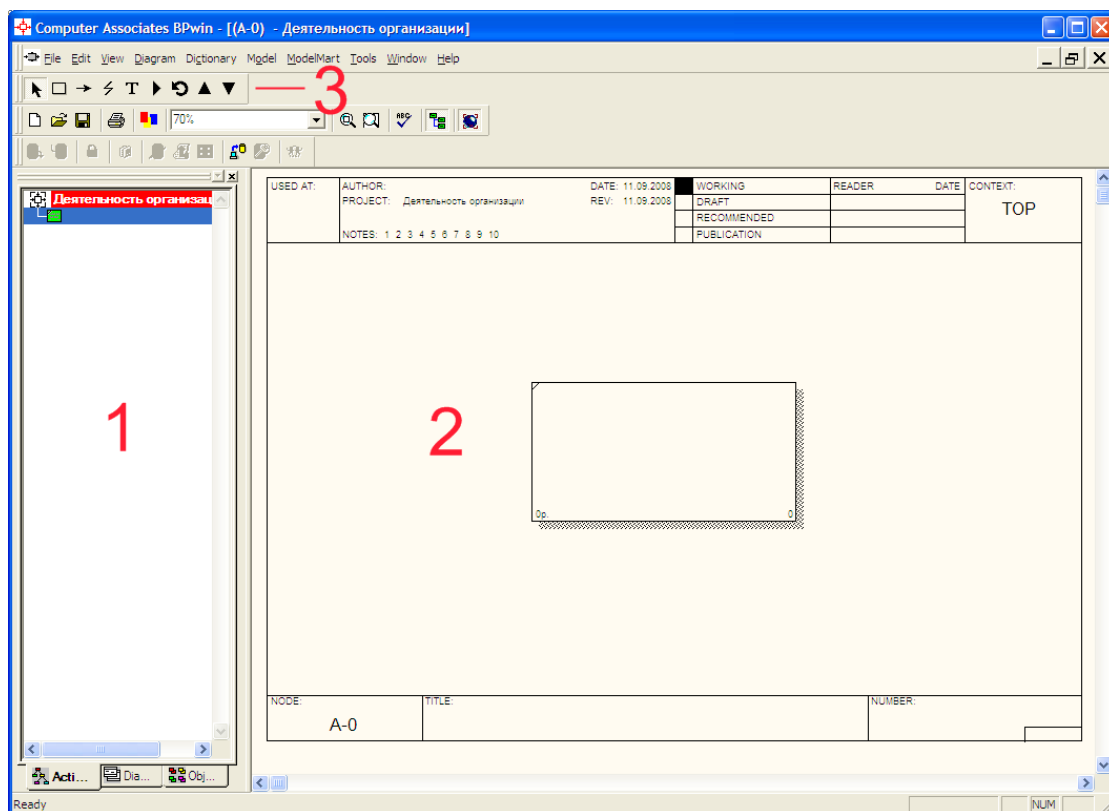 Computer Associates BPwin - [(A-0) - Деятельность организации]
File Edit View Diagram Dictionary Model ModelMart Tools Window Help
T
3
70%
ABC
Деятельность организац
1
USED AT: AUTHOR: DATE: 11.09.2008 WORKING READER DATE CONTEXT:
PROJECT: Деятельность организации REV: 11.09.2008 DRAFT
TOP
RECOMMENDED
NOTES: 1 2 3 4 5 6 7 8 9 10 PUBLICATION
2
0р. 0
NODE: TITLE: NUMBER:
A-0
Acti... Dia... Obj...
Ready NUM